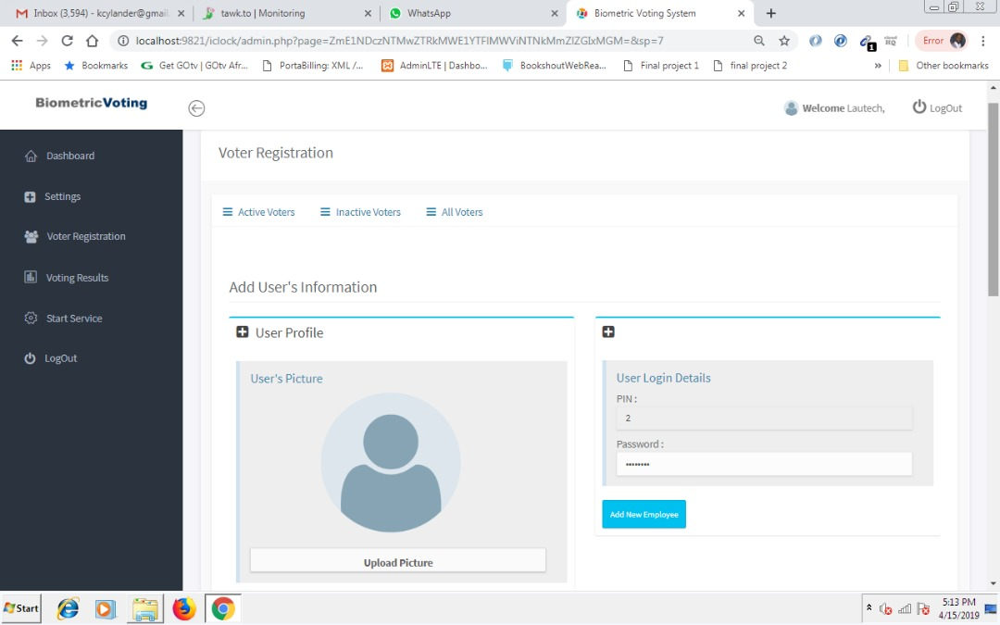 Inbox (3,594) - kcylander@gmail
tawk.to | Monitoring
WhatsApp
Biometric Voting System
localhost:9821/iclock/admin.php?page=ZmE1NDczNTMwZTRkMWE1YTFlMWViNTNkMmZlZGIxMGM=&sp=7
1
Error
Apps
Bookmarks
Get GOtv | GOtv Afr...
PortaBilling: XML /...
AdminLTE | Dashbo...
BookshoutWebRea...
Final project 1
final project 2
»
Other bookmarks
BiometricVoting
Welcome Lautech,
LogOut
Dashboard
Settings
Voter Registration
Voting Results
Start Service
LogOut
Voter Registration
Active Voters
Inactive Voters
All Voters
Add User's Information
User Profile
User's Picture
Upload Picture
User Login Details
PIN :
2
Password :
Add New Employee
Start
5:13 PM
4/15/2019